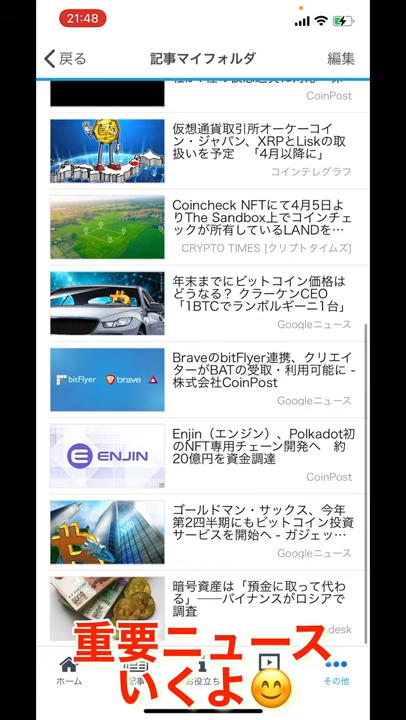 21:48
戻る
記事マイフォルダ
編集
CoinPost
仮想通貨取引所オーケーコイ
ン・ジャパン、XRPとLiskの取
扱いを予定　「4月以降に」
コインテレグラフ
Coincheck NFTにて4月5日よ
りThe Sandbox上でコインチェ
ックが所有しているLANDを…
CRYPTO TIMES [クリプトタイムズ]
年末までにビットコイン価格は
どうなる？ クラーケンCEO
「1BTCでランボルギーニ1台」
Googleニュース
bitFlyer
brave
BraveのbitFlyer連携、クリエイ
ターがBATの受取・利用可能に -
株式会社CoinPost
Googleニュース
ENJIN
Enjin（エンジン）、Polkadot初
のNFT専用チェーン開発へ　約
20億円を資金調達
CoinPost
ゴールドマン・サックス、今年
第2四半期にもビットコイン投資
サービスを開始へ - ガジェッ…
Googleニュース
暗号資産は「預金に取って代わ
る」――バイナンスがロシアで
調査
desk
重要ニュース
いくよ😊
ホーム
記事
お役立ち
その他